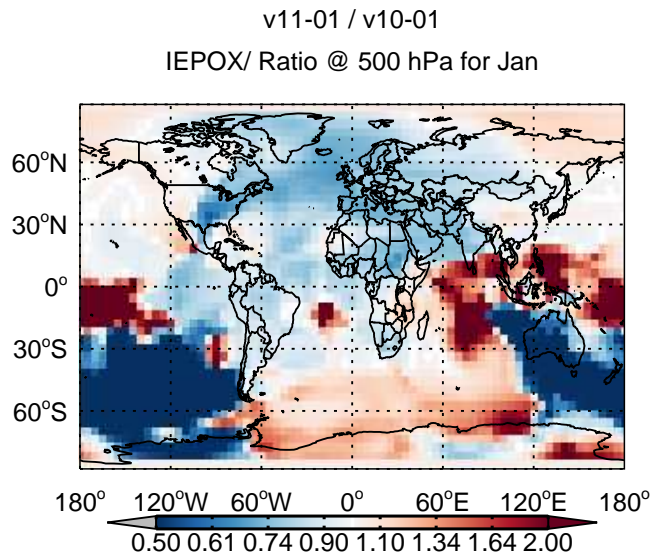 v11-01 / v10-01
IEPOX/ Ratio @ 500 hPa for Jan
60°N
30°N
0°
30°S
60°S
180° 120°W 60°W 0° 60°E 120°E 180°
0.50 0.61 0.74 0.90 1.10 1.34 1.64 2.00